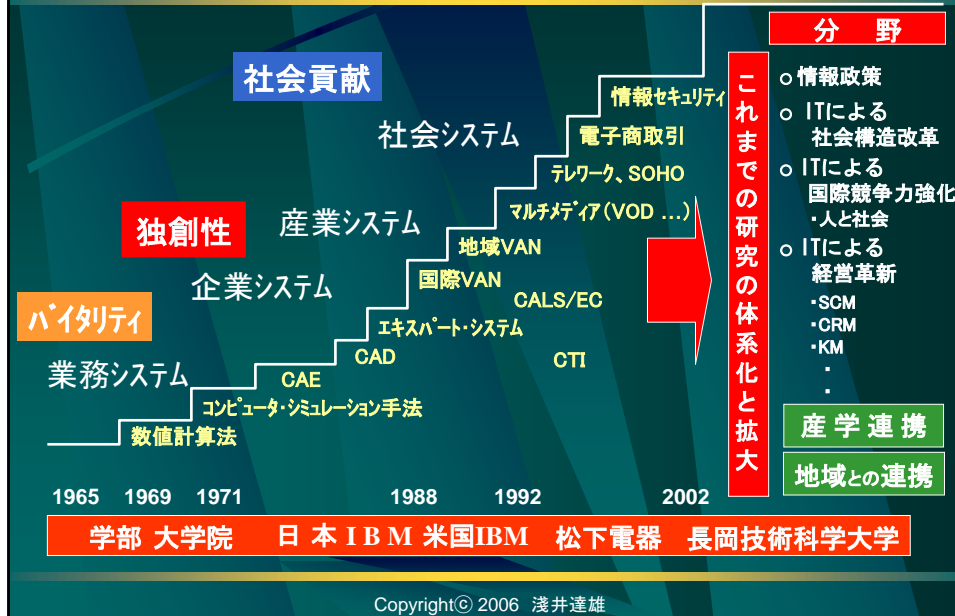 分 野
社会貢献
情報セキュリティ
社会システム
電子商取引
テレワーク、SOHO
マルチメディア(VOD …)
独創性
産業システム
地域VAN
企業システム
国際VAN
CALS/EC
バイタリティ
エキスパート・システム
CAD
CTI
業務システム
CAE
コンピュータ・シミュレーション手法
数値計算法
これまでの研究の体系化と拡大
○ 情報政策
○ ITによる
社会構造改革
○ ITによる
国際競争力強化
・人と社会
○ ITによる
経営革新
・SCM
・CRM
・KM
・
・
産 学 連 携
地域との連携
1965 1969 1971 1988 1992 2002
学部 大学院 日 本 I B M 米国IBM 松下電器 長岡技術科学大学
Copyrightⓒ 2006 淺井達雄